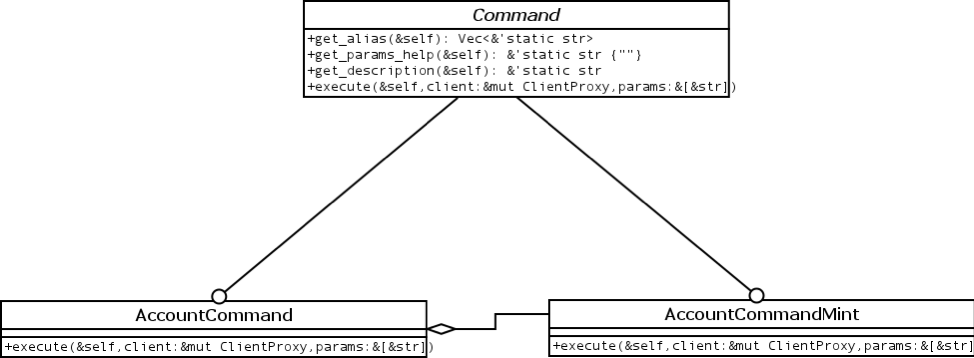 Command
+get_alias(&self): Vec<&'static str>
+get_params_help(&self): &'static str {""}
+get_description(&self): &'static str
+execute(&self,client:&mut ClientProxy,params:&[&str])
AccountCommand
+execute(&self,client:&mut ClientProxy,params:&[&str])
AccountCommandMint
+execute(&self,client:&mut ClientProxy,params:&[&str]